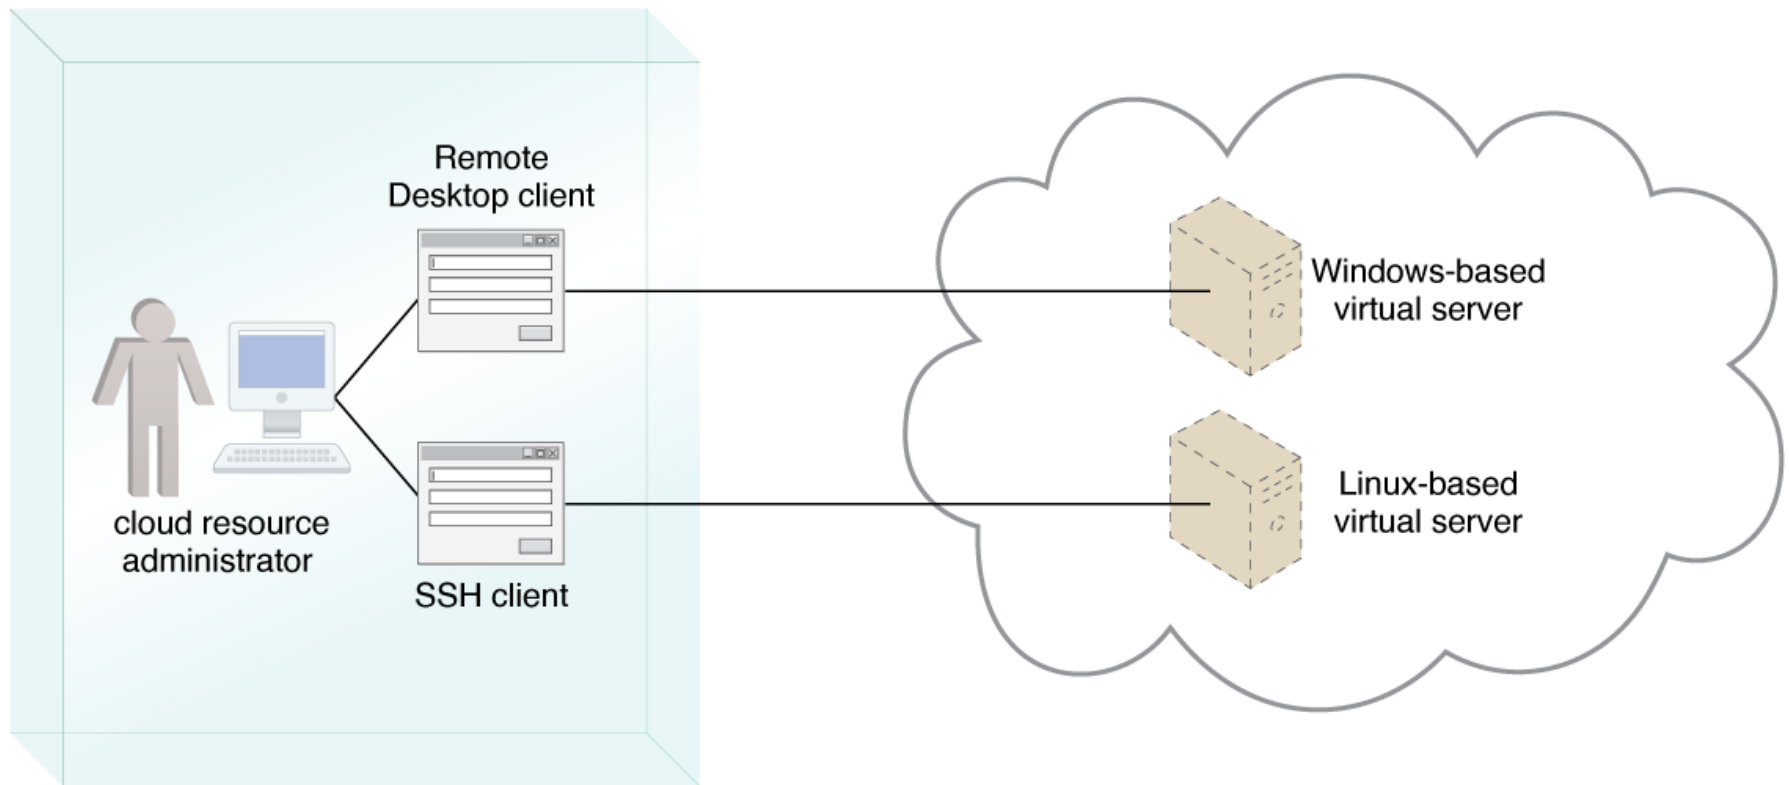 Remote
Desktop client
Windows-based
virtual server
cloud resource
administrator
SSH client
Linux-based
virtual server